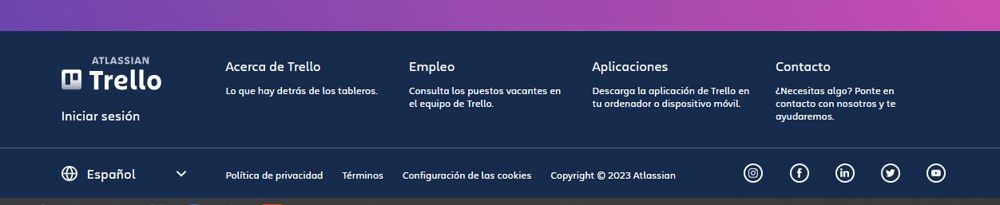 ATLASSIAN
Trello
Iniciar sesión
Acerca de Trello
Lo que hay detrás de los tableros.
Empleo
Consulta los puestos vacantes en
el equipo de Trello.
Aplicaciones
Descarga la aplicación de Trello en
tu ordenador o dispositivo móvil.
Contacto
¿Necesitas algo? Ponte en
contacto con nosotros y te
ayudaremos.
Español
Política de privacidad
Términos
Configuración de las cookies
Copyright © 2023 Atlassian